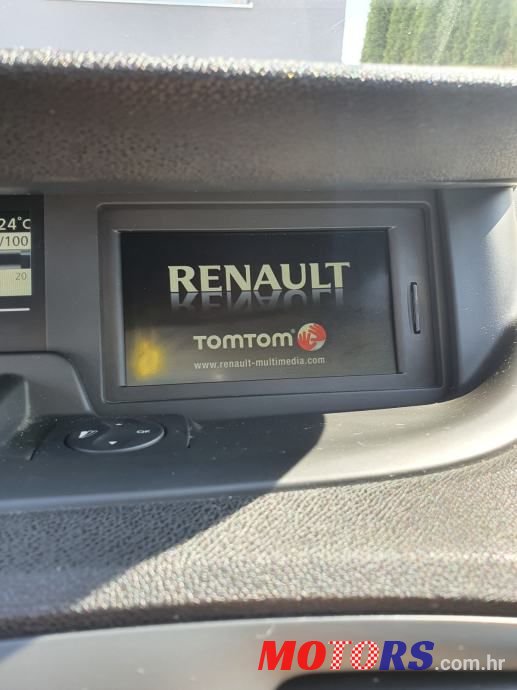 24°C
/100
20
RENAULT
TOMTOM®
www.renault-multimedia.com
OK
MOTORS.com.hr